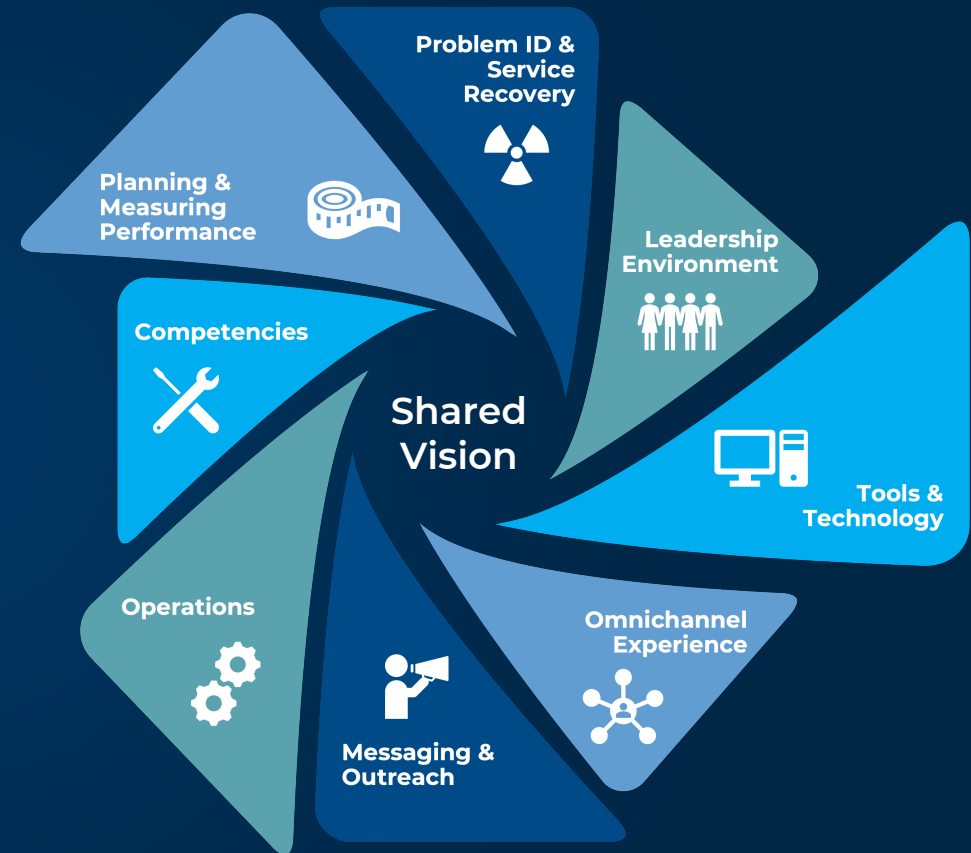 Problem ID &
Service
Recovery
Planning &
Measuring
Performance
Leadership
Environment
Competencies
Shared
Vision
Tools &
Technology
Operations
Omnichannel
Experience
Messaging &
Outreach